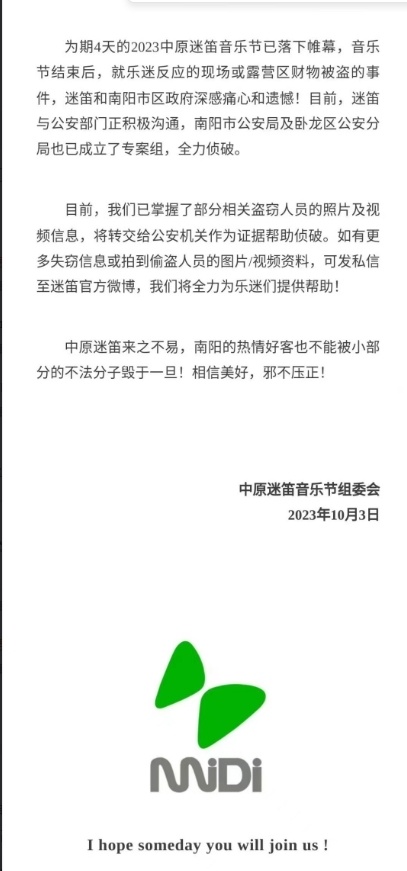 为期4天的2023中原迷笛音乐节已落下帷幕，音乐
节结束后，就乐迷反应的现场或露营区财物被盗的事
件，迷笛和南阳市区政府深感痛心和遗憾！目前，迷笛
与公安部门正积极沟通，南阳市公安局及卧龙区公安分
局也已成立了专案组，全力侦破。
目前，我们已掌握了部分相关盗窃人员的照片及视
频信息，将转交给公安机关作为证据帮助侦破。如有更
多失窃信息或拍到偷盗人员的图片/视频资料，可发私信
至迷笛官方微博，我们将全力为乐迷们提供帮助！
中原迷笛来之不易，南阳的热情好客也不能被小部
分的不法分子毁于一旦！相信美好，邪不压正！
中原迷笛音乐节组委会
2023年10月3日
MiDi
I hope someday you will join us !